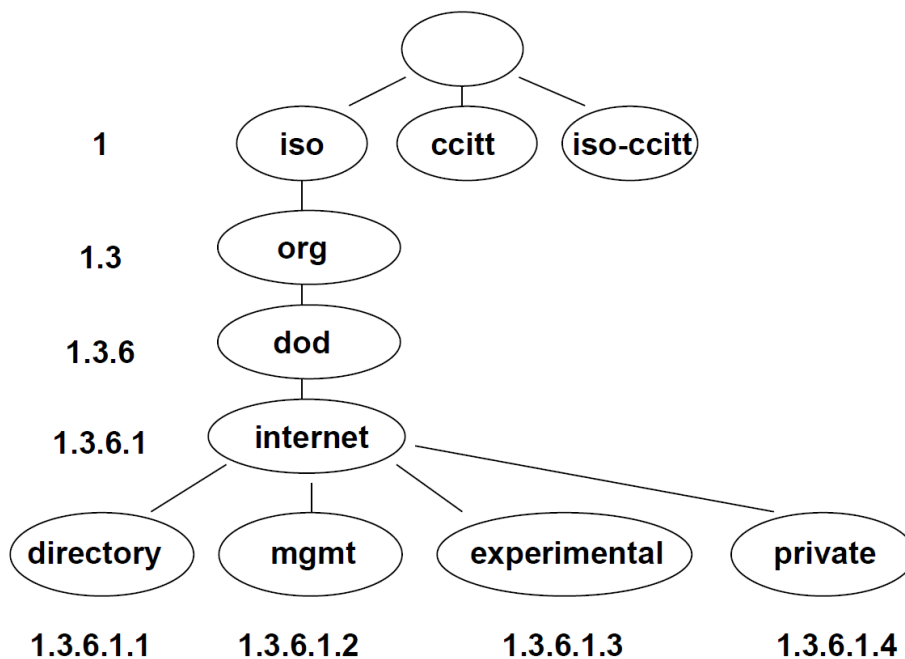 1 iso ccitt iso-ccitt
1.3 org
1.3.6 dod
1.3.6.1 internet
directory mgmt experimental private
1.3.6.1.1 1.3.6.1.2 1.3.6.1.3 1.3.6.1.4